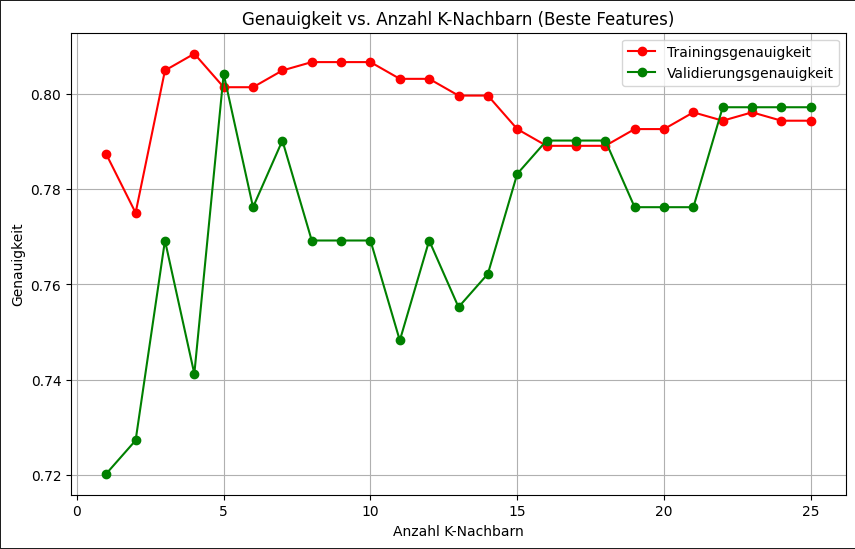 Genauigkeit vs. Anzahl K-Nachbarn (Beste Features)
Trainingsgenauigkeit
Validierungsgenauigkeit
0.80
0.78
0.76
0.74
0.72
Genauigkeit
0 5 10 15 20 25
Anzahl K-Nachbarn